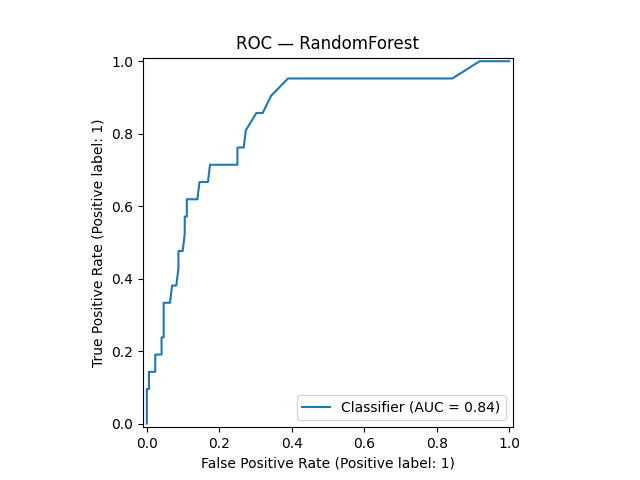 ROC — RandomForest
1.0
0.8
0.6
0.4
0.2
0.0
True Positive Rate (Positive label: 1)
Classifier (AUC = 0.84)
0.0 0.2 0.4 0.6 0.8 1.0
False Positive Rate (Positive label: 1)